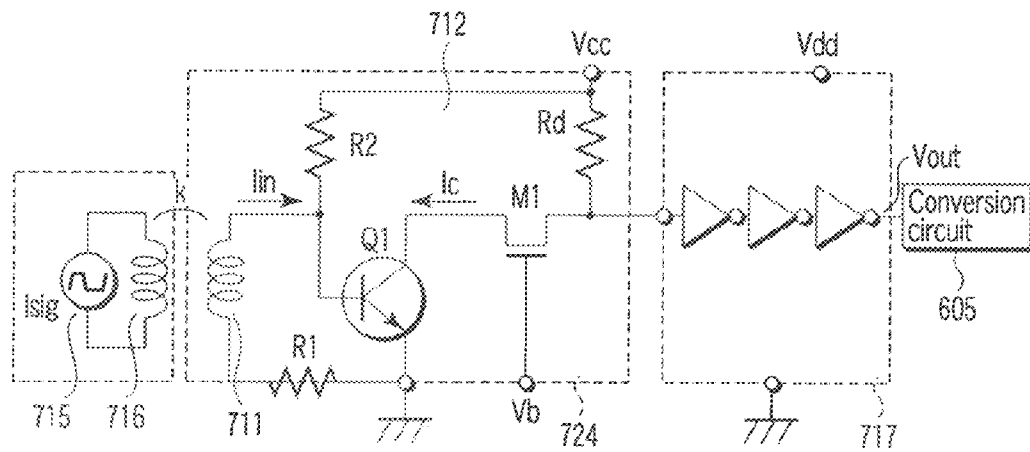 712
Vcc
Vdd
R2
Rd
Vout
Iin
Ic
M1
k
Q1
Conversion
circuit
Isig
R1
605
715
716
711
Vb
724
717